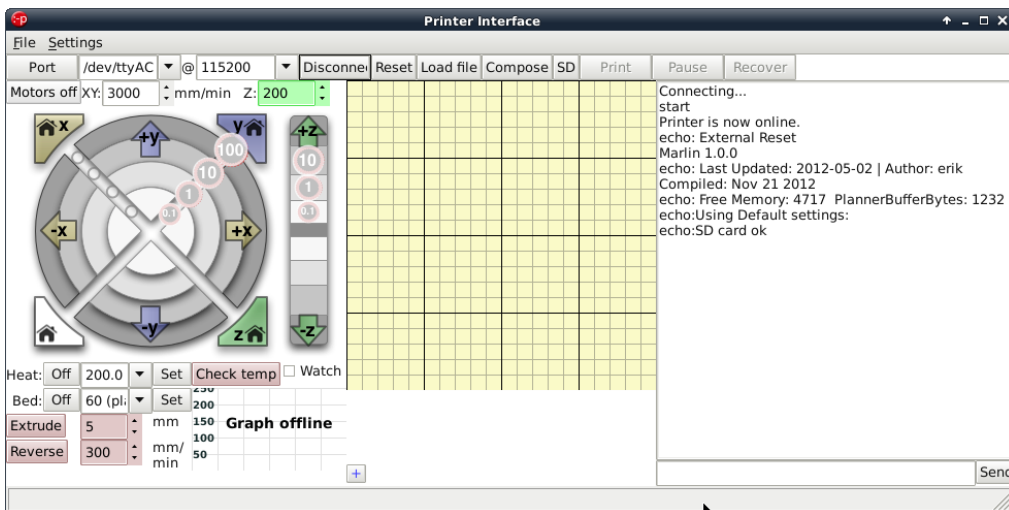 Printer Interface
File Settings
Port /dev/ttyAC @ 115200 Disconne Reset Load file Compose SD Print Pause Recover
Motors off XY: 3000 mm/min Z: 200
x +y y 100 10 1 0.1
-x +x
-y z
+z
10
1
0.1
-z
Heat: Off 200.0 Set Check temp Watch
Bed: Off 60 (pla Set
Extrude 5 mm
Reverse 300 mm/
min
250
200
150 Graph offline
100
50
+
Connecting...
start
Printer is now online.
echo: External Reset
Marlin 1.0.0
echo: Last Updated: 2012-05-02 | Author: erik
Compiled: Nov 21 2012
echo: Free Memory: 4717 PlannerBufferBytes: 1232
echo:Using Default settings:
echo:SD card ok
Send